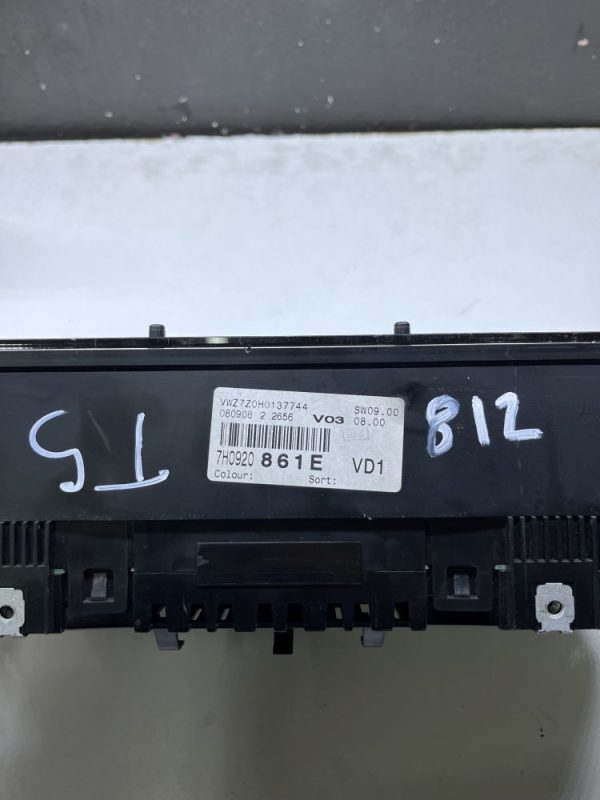 VWZ7Z0H0137744
SW09.00
080908 2 2656 V03 08.00
7H0920 861E VD1
Colour: Sort:
T5
812